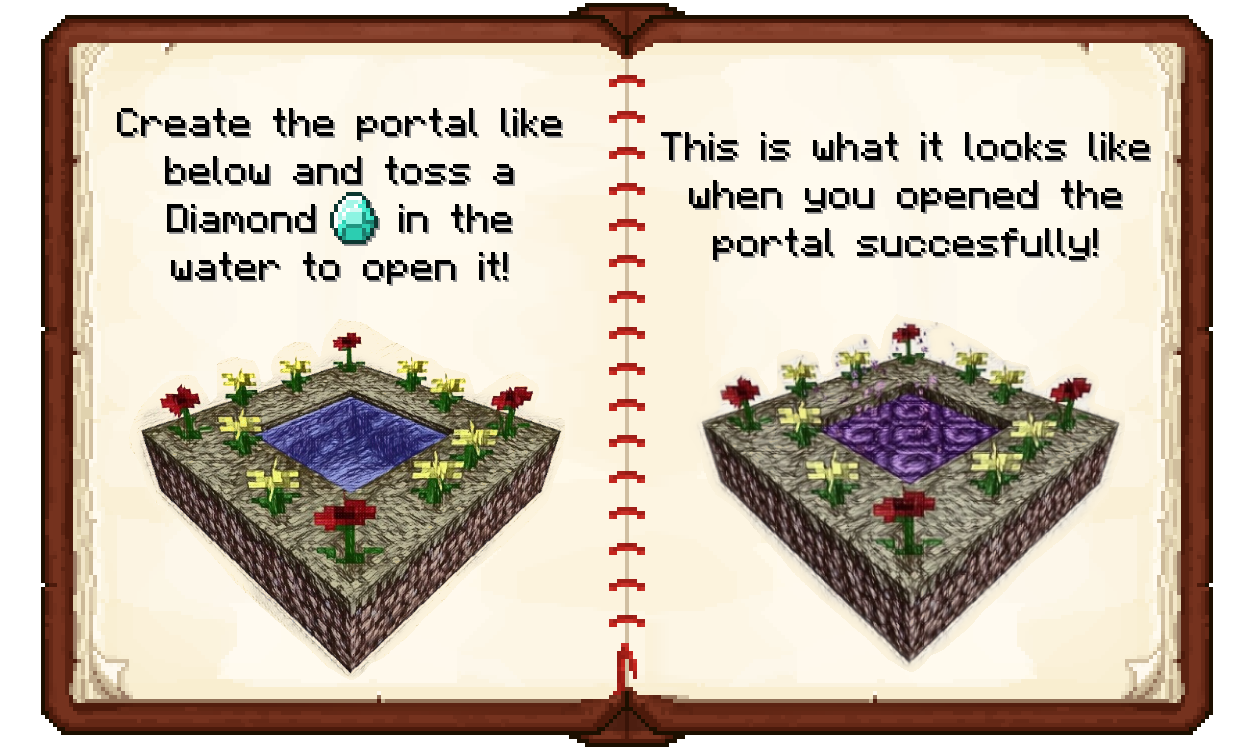 Create the portal like
below and toss a
Diamond in the
water to open it!
This is what it looks like
when you opened the
portal succesfully!